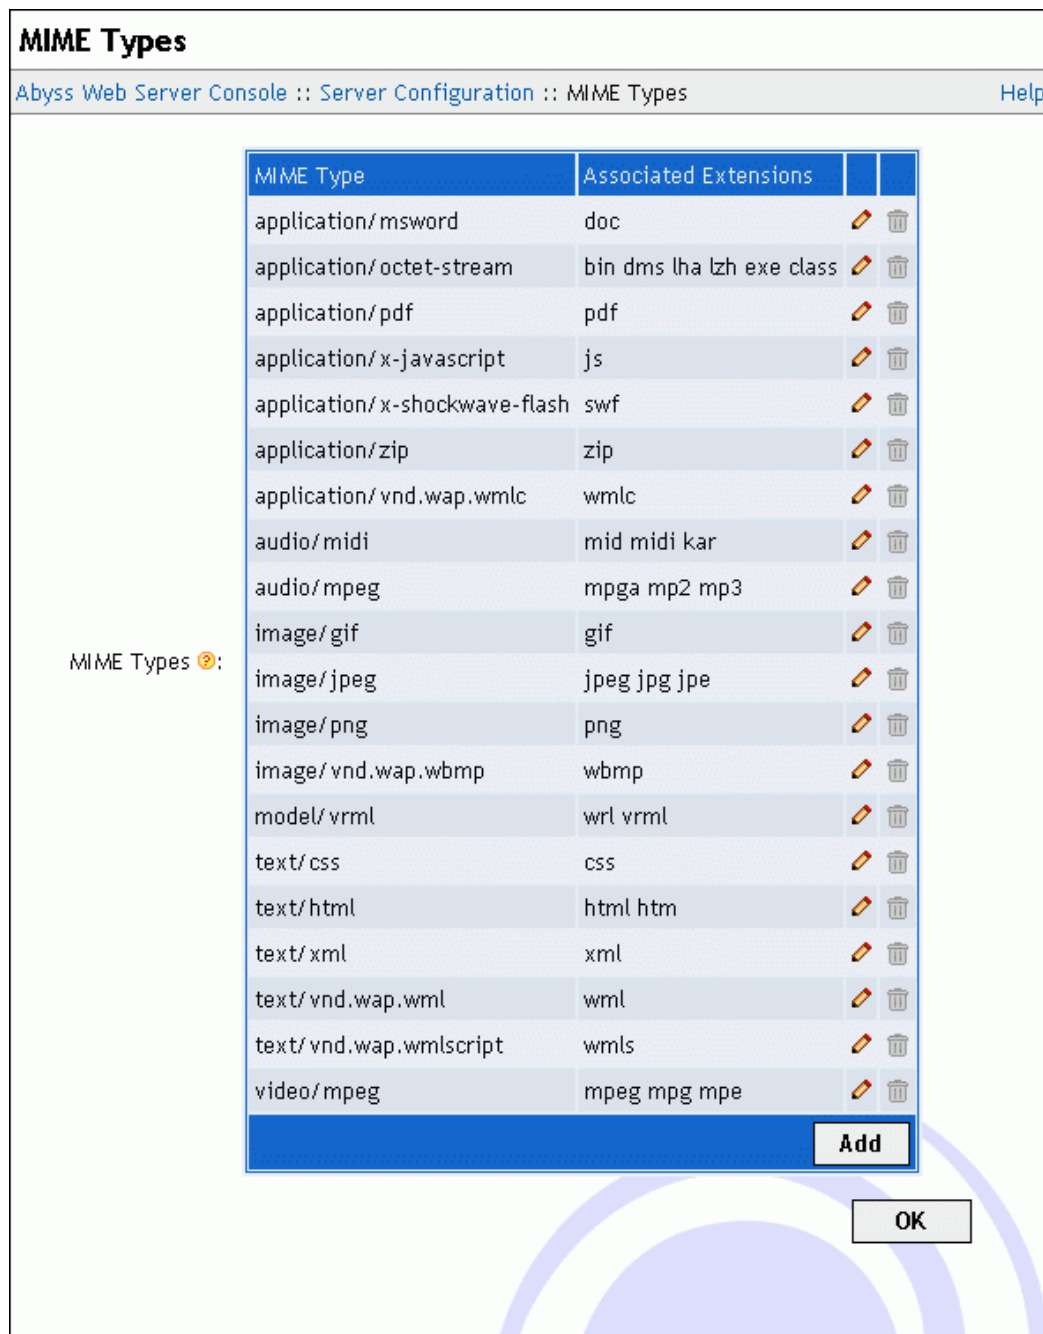 MIME Types
Abyss Web Server Console :: Server Configuration :: MIME Types Help
MIME Type Associated Extensions
application/msword doc
application/octet-stream bin dms lha lzh exe class
application/pdf pdf
application/x-javascript js
application/x-shockwave-flash swf
application/zip zip
application/vnd.wap.wmlc wmlc
audio/midi mid midi kar
audio/mpeg mpga mp2 mp3
image/gif gif
MIME Types ?:
image/jpeg jpeg jpg jpe
image/png png
image/vnd.wap.wbmp wbmp
model/vrml wrl vrml
text/css css
text/html html htm
text/xml xml
text/vnd.wap.wml wml
text/vnd.wap.wmlscript wmls
video/mpeg mpeg mpg mpe
Add
OK